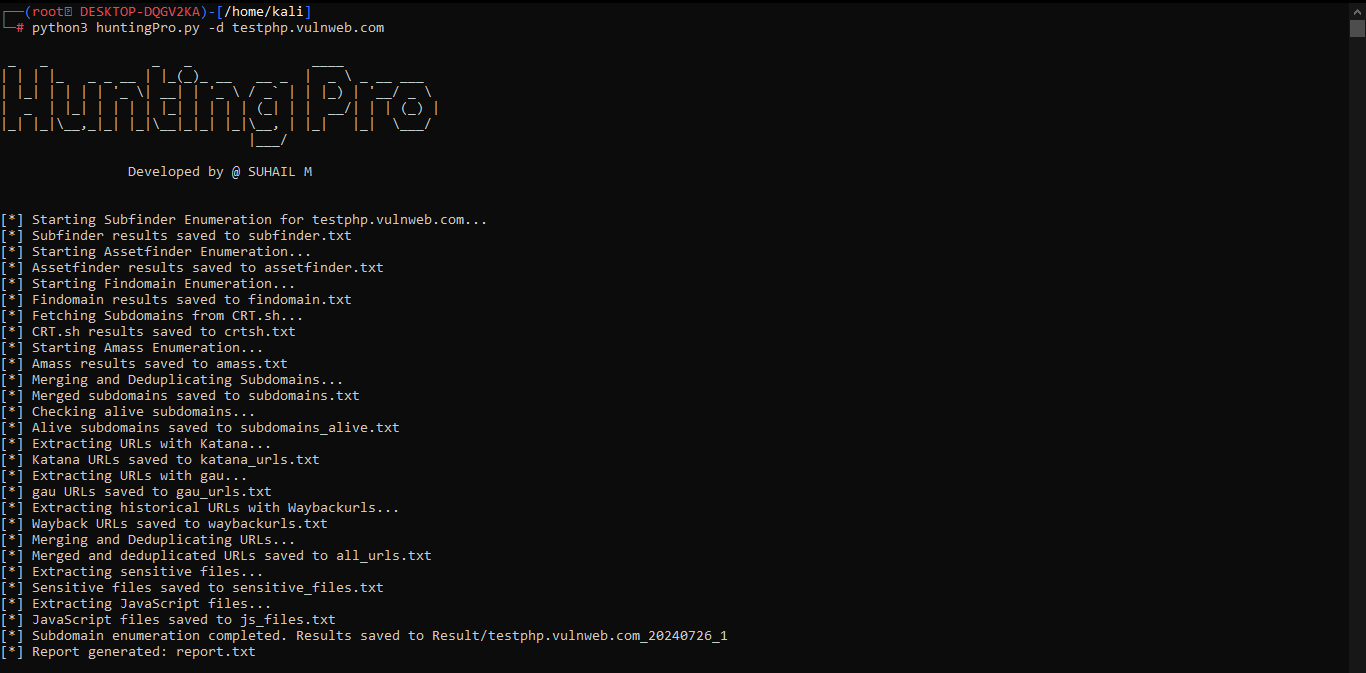 ┌──(root㉿ DESKTOP-DQGV2KA)-[/home/kali]
└─# python3 huntingPro.py -d testphp.vulnweb.com
Hunting Pro
Developed by @ SUHAIL M
[*] Starting Subfinder Enumeration for testphp.vulnweb.com...
[*] Subfinder results saved to subfinder.txt
[*] Starting Assetfinder Enumeration...
[*] Assetfinder results saved to assetfinder.txt
[*] Starting Findomain Enumeration...
[*] Findomain results saved to findomain.txt
[*] Fetching Subdomains from CRT.sh...
[*] CRT.sh results saved to crtsh.txt
[*] Starting Amass Enumeration...
[*] Amass results saved to amass.txt
[*] Merging and Deduplicating Subdomains...
[*] Merged subdomains saved to subdomains.txt
[*] Checking alive subdomains...
[*] Alive subdomains saved to subdomains_alive.txt
[*] Extracting URLs with Katana...
[*] Katana URLs saved to katana_urls.txt
[*] Extracting URLs with gau...
[*] gau URLs saved to gau_urls.txt
[*] Extracting historical URLs with Waybackurls...
[*] Wayback URLs saved to waybackurls.txt
[*] Merging and Deduplicating URLs...
[*] Merged and deduplicated URLs saved to all_urls.txt
[*] Extracting sensitive files...
[*] Sensitive files saved to sensitive_files.txt
[*] Extracting JavaScript files...
[*] JavaScript files saved to js_files.txt
[*] Subdomain enumeration completed. Results saved to Result/testphp.vulnweb.com_20240726_1
[*] Report generated: report.txt